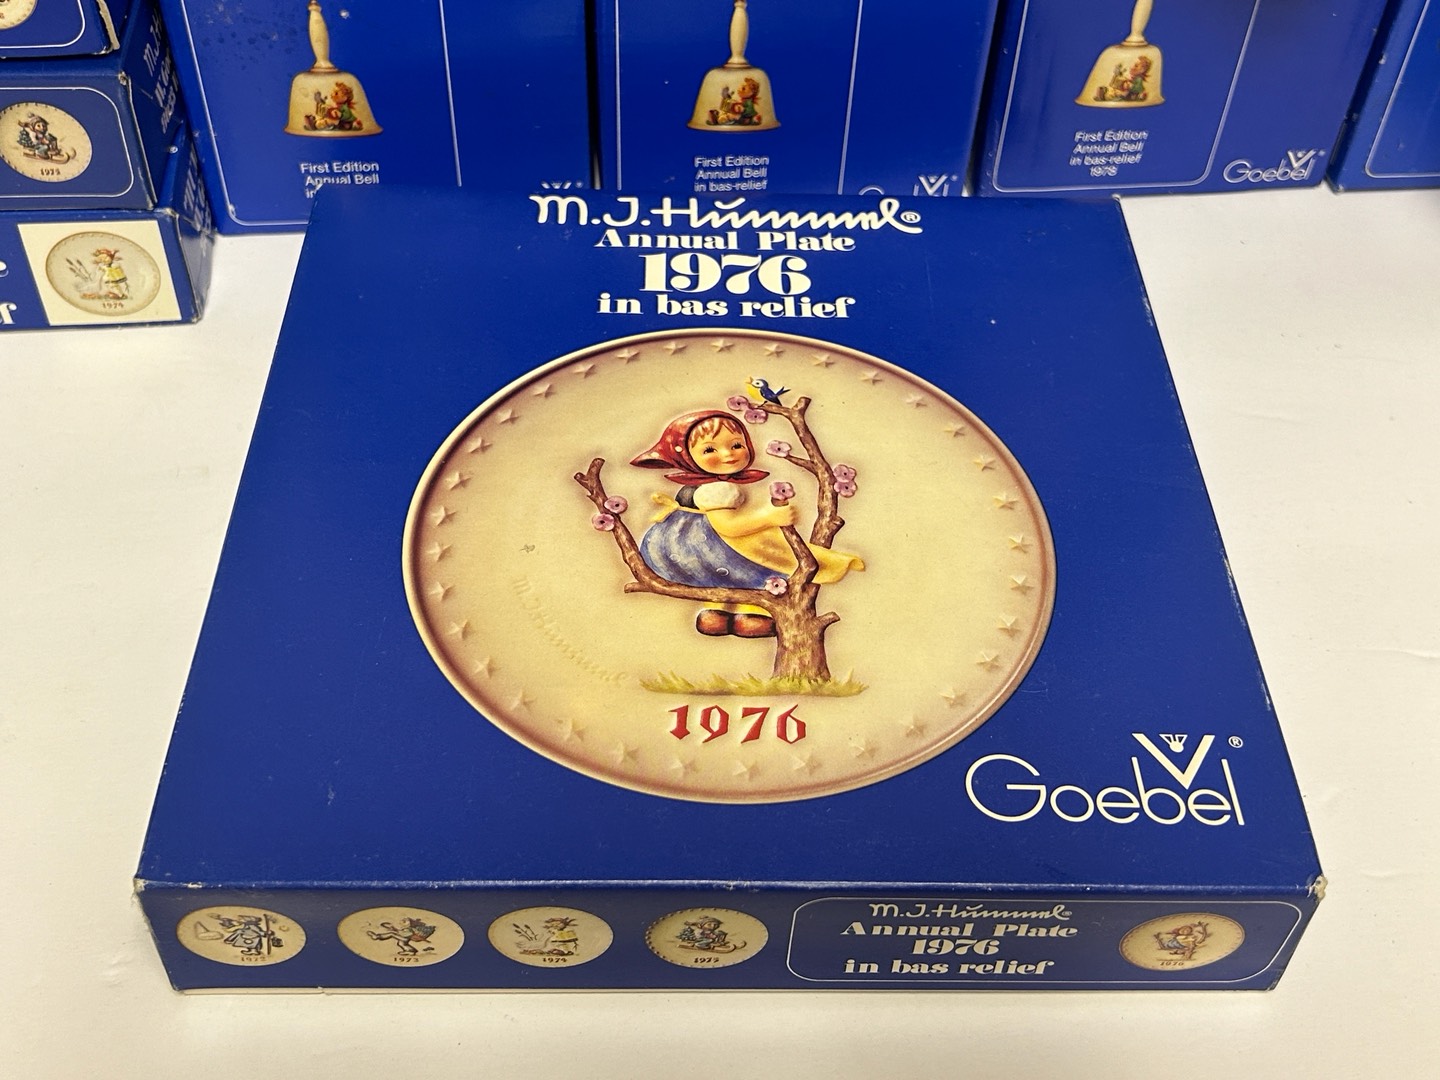 1975
1974
First Edition
Annual Bell
in
First Edition
Annual Bell
in bas-relief
First Edition
Annual Bell
in bas-relief
1978
Goebel
M.J. Hummel®
Annual Plate
1976
in bas relief
M.J. Hummel
1976
Goebel®
1972
1973
1974
1975
M.J. Hummel®
Annual Plate
1976
in bas relief
1976